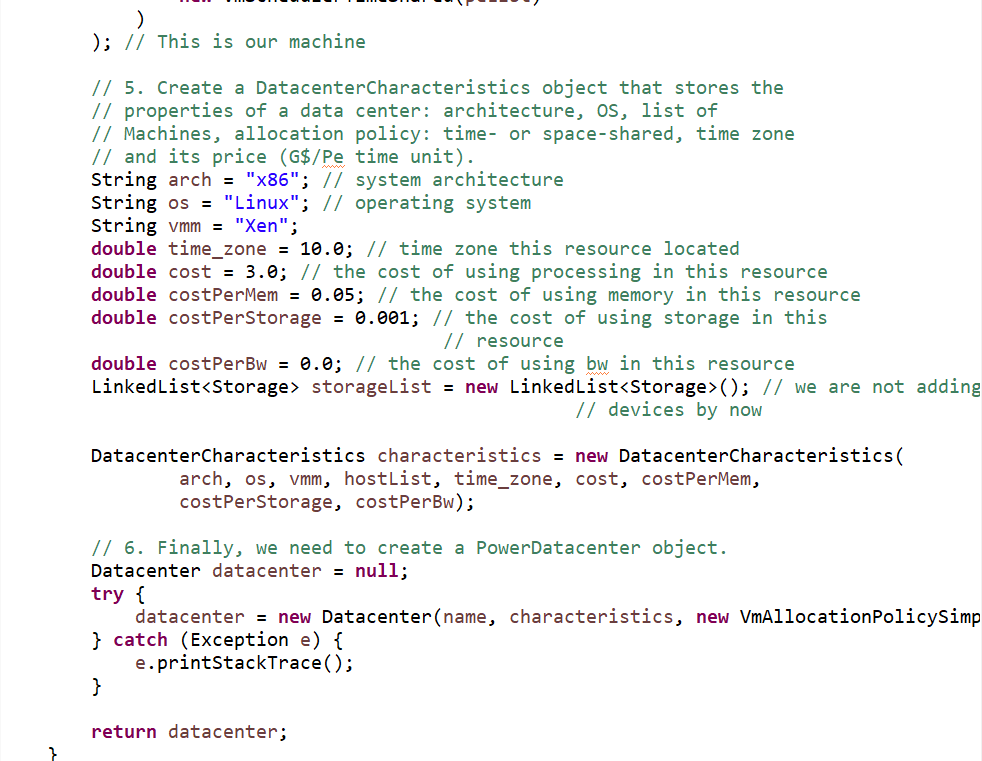 )
); // This is our machine
// 5. Create a DatacenterCharacteristics object that stores the
// properties of a data center: architecture, OS, list of
// Machines, allocation policy: time- or space-shared, time zone
// and its price (G$/Pe time unit).
String arch = "x86"; // system architecture
String os = "Linux"; // operating system
String vmm = "Xen";
double time_zone = 10.0; // time zone this resource located
double cost = 3.0; // the cost of using processing in this resource
double costPerMem = 0.05; // the cost of using memory in this resource
double costPerStorage = 0.001; // the cost of using storage in this
// resource
double costPerBw = 0.0; // the cost of using bw in this resource
LinkedList<Storage> storageList = new LinkedList<Storage>(); // we are not adding
// devices by now
DatacenterCharacteristics characteristics = new DatacenterCharacteristics(
arch, os, vmm, hostList, time_zone, cost, costPerMem,
costPerStorage, costPerBw);
// 6. Finally, we need to create a PowerDatacenter object.
Datacenter datacenter = null;
try {
datacenter = new Datacenter(name, characteristics, new VmAllocationPolicySimp
} catch (Exception e) {
e.printStackTrace();
}
return datacenter;
}